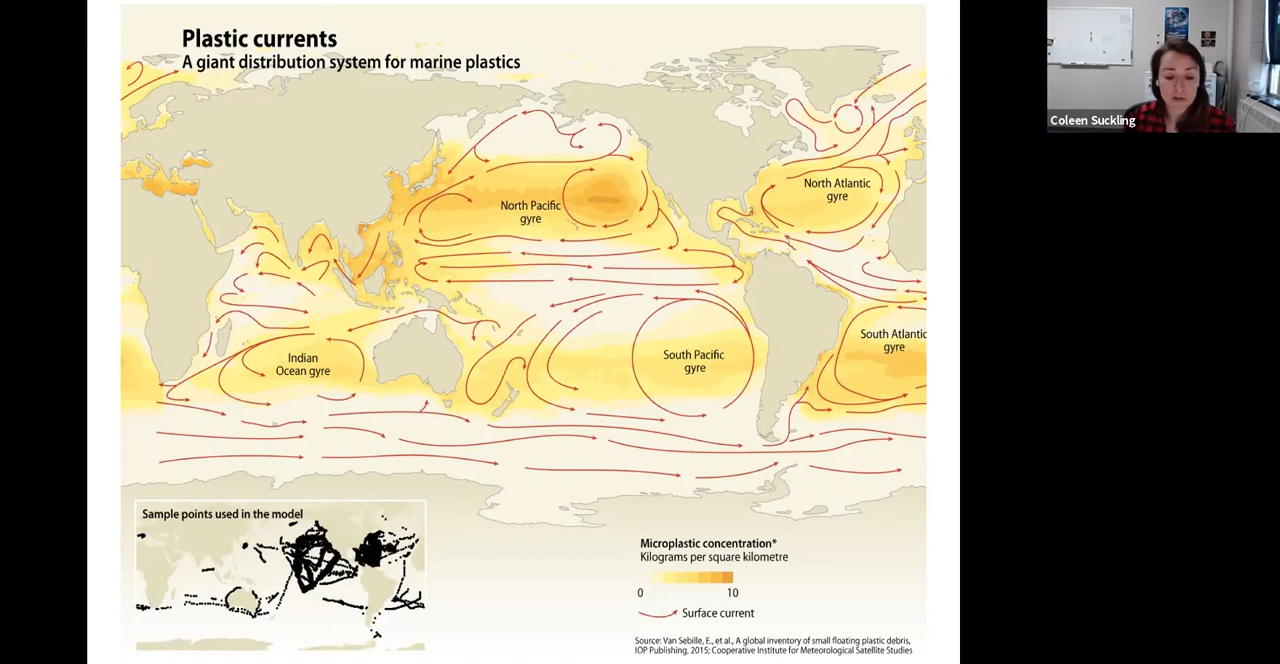 Plastic currents
A giant distribution system for marine plastics
Coleen Suckling
North Pacific
gyre
North Atlantic
gyre
Indian
Ocean gyre
South Pacific
gyre
South Atlantic
gyre
Sample points used in the model
Microplastic concentration*
Kilograms per square kilometre
0 10
Surface current
Source: Van Sebille, E., et al., A global inventory of small floating plastic debris,
IOP Publishing, 2015; Cooperative Institute for Meteorological Satellite Studies